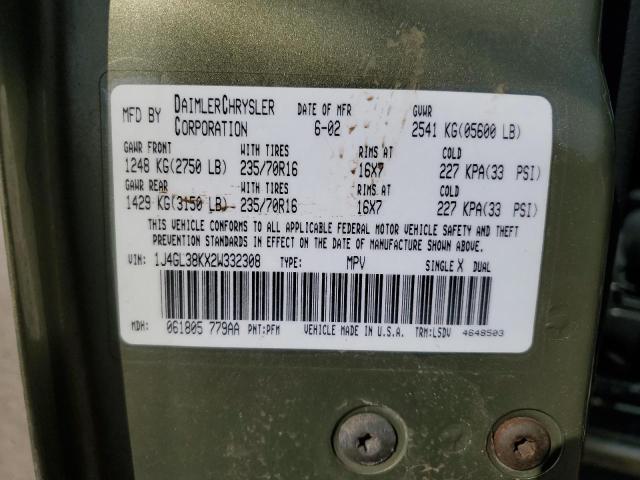 MFD BY DAIMLERCHRYSLER CORPORATION DATE OF MFR 6-02 GVWR 2541 KG(05600 LB)
GAWR FRONT WITH TIRES RIMS AT COLD
1248 KG(2750 LB) 235/70R16 16X7 227 KPA(33 PSI)
GAWR REAR WITH TIRES RIMS AT COLD
1429 KG(3150 LB) 235/70R16 16X7 227 KPA(33 PSI)
THIS VEHICLE CONFORMS TO ALL APPLICABLE FEDERAL MOTOR VEHICLE SAFETY AND THEFT
PREVENTION STANDARDS IN EFFECT ON THE DATE OF MANUFACTURE SHOWN ABOVE.
VIN: 1J4GL38KX2W332308 TYPE: MPV SINGLE X DUAL
MDH: 061805 779AA PNT:PFM VEHICLE MADE IN U.S.A. TRM:LSDV 4648503